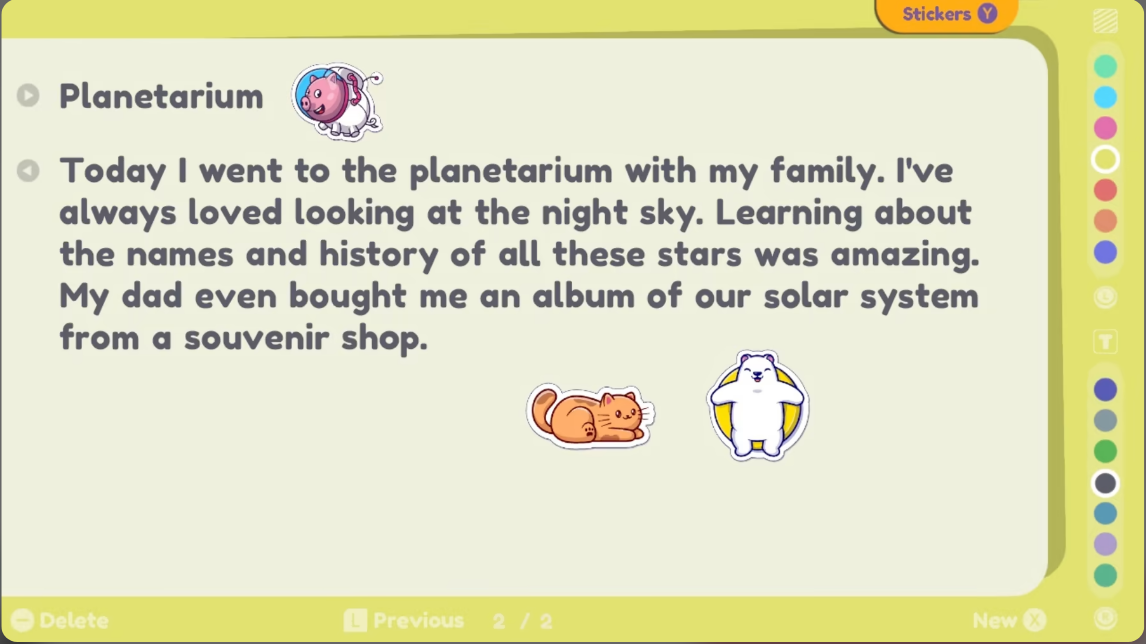 Stickers Y
Planetarium
Today I went to the planetarium with my family. I've
always loved looking at the night sky. Learning about
the names and history of all these stars was amazing.
My dad even bought me an album of our solar system
from a souvenir shop.
T
Delete
L Previous 2 / 2
New X